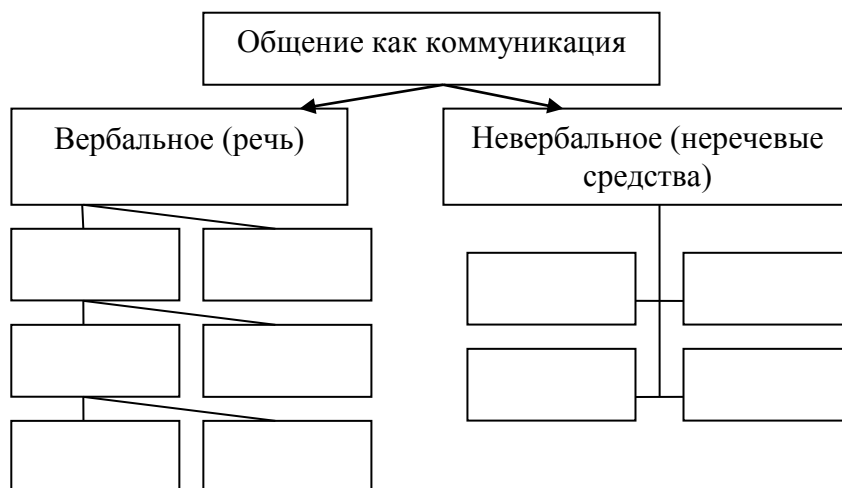 Общение как коммуникация
Вербальное (речь)
Невербальное (неречевые
средства)